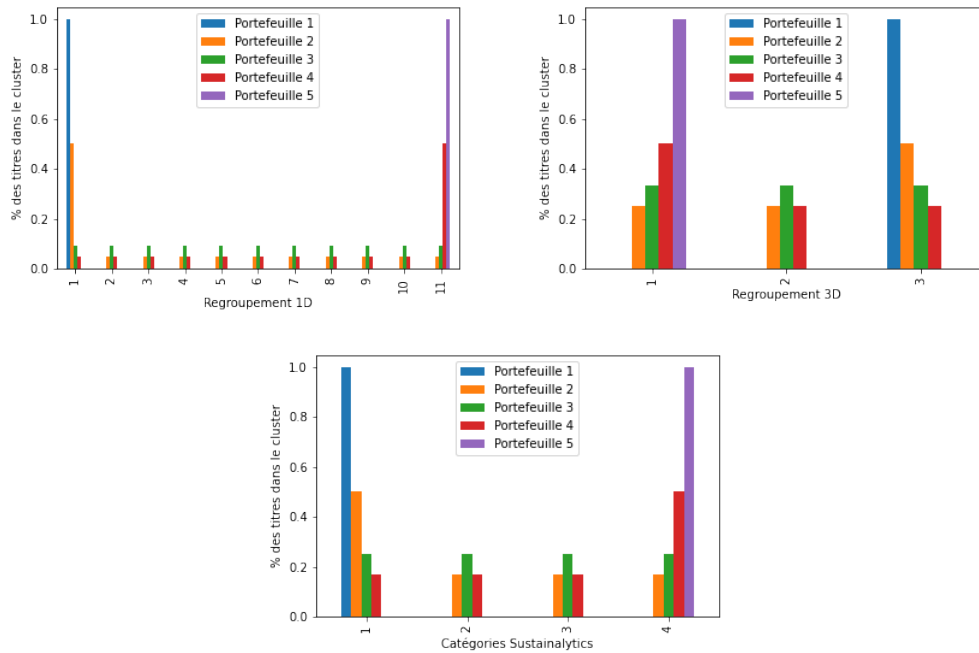 % des titres dans le cluster
1.0
0.8
0.6
0.4
0.2
0.0
Portefeuille 1
Portefeuille 2
Portefeuille 3
Portefeuille 4
Portefeuille 5
1 2 3 4 5 6 7 8 9 10 11
Regroupement 1D
% des titres dans le cluster
1.0
0.8
0.6
0.4
0.2
0.0
Portefeuille 1
Portefeuille 2
Portefeuille 3
Portefeuille 4
Portefeuille 5
1 2 3
Regroupement 3D
% des titres dans le cluster
1.0
0.8
0.6
0.4
0.2
0.0
Portefeuille 1
Portefeuille 2
Portefeuille 3
Portefeuille 4
Portefeuille 5
1 2 3 4
Catégories Sustainalytics